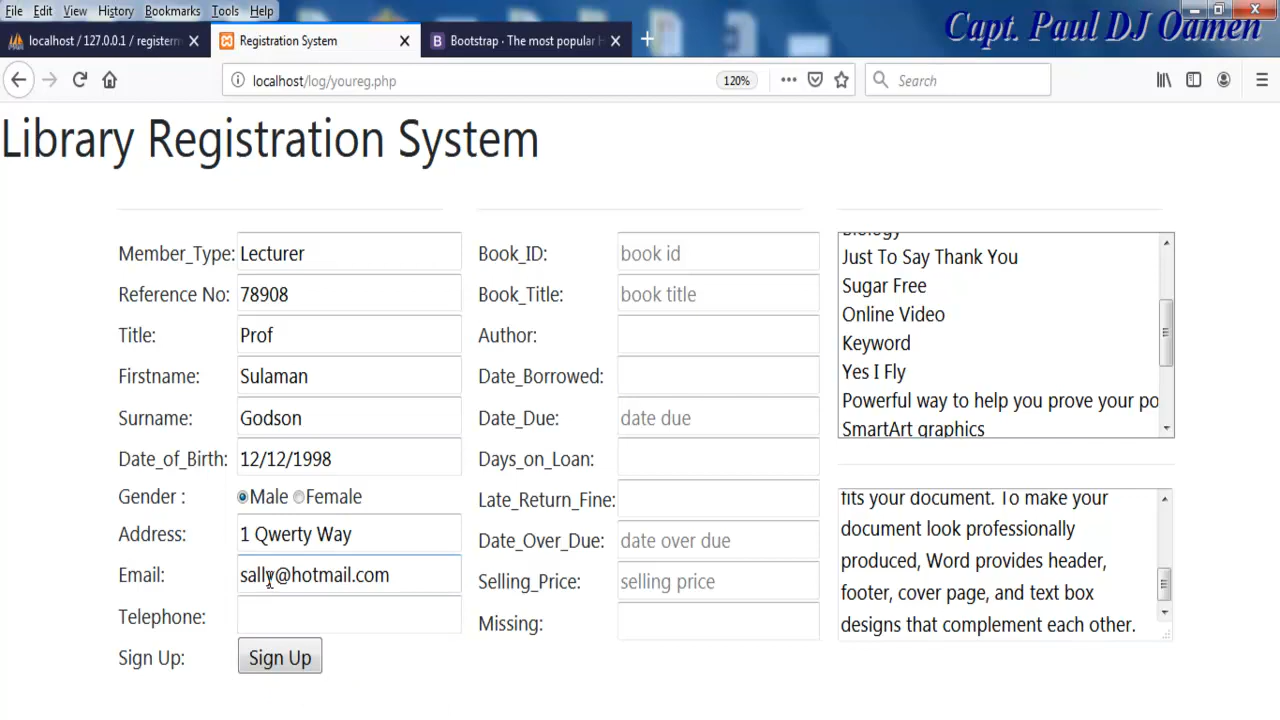 File Edit View History Bookmarks Tools Help
Capt. Paul DJ Oamen
localhost / 127.0.0.1 / registerm
Registration System
Bootstrap · The most popular H
localhost/log/youreg.php
120%
Search
Library Registration System
Member_Type: Lecturer
Reference No: 78908
Title: Prof
Firstname: Sulaman
Surname: Godson
Date_of_Birth: 12/12/1998
Gender : Male Female
Address: 1 Qwerty Way
Email: sally@hotmail.com
Telephone:
Sign Up: Sign Up
Book_ID: book id
Book_Title: book title
Author:
Date_Borrowed:
Date_Due: date due
Days_on_Loan:
Late_Return_Fine:
Date_Over_Due: date over due
Selling_Price: selling price
Missing:
biology
Just To Say Thank You
Sugar Free
Online Video
Keyword
Yes I Fly
Powerful way to help you prove your po
SmartArt graphics
fits your document. To make your
document look professionally
produced, Word provides header,
footer, cover page, and text box
designs that complement each other.